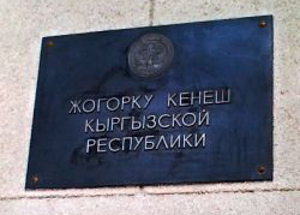 ЖОГОРКУ КЕНЕШ
КЫРГЫЗСКОЙ
РЕСПУБЛИКИ